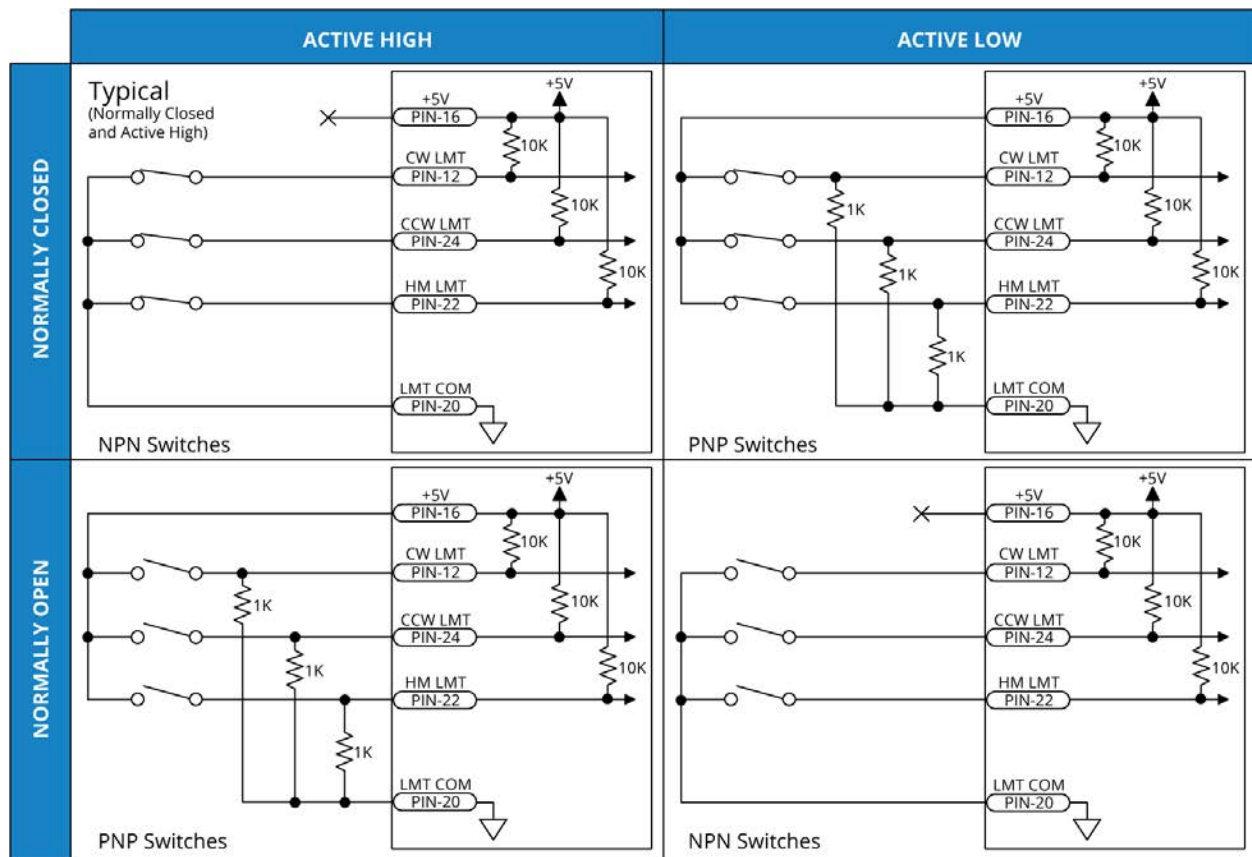 ACTIVE HIGH
ACTIVE LOW
NORMALLY CLOSED
Typical
(Normally Closed
and Active High)
+5V
+5V
PIN-16
10K
CW LMT
PIN-12
10K
CCW LMT
PIN-24
10K
HM LMT
PIN-22
LMT COM
PIN-20
NPN Switches
+5V
+5V
PIN-16
10K
CW LMT
PIN-12
1K
10K
CCW LMT
PIN-24
1K
10K
HM LMT
PIN-22
1K
LMT COM
PIN-20
PNP Switches
NORMALLY OPEN
+5V
+5V
PIN-16
10K
CW LMT
PIN-12
1K
10K
CCW LMT
PIN-24
1K
10K
HM LMT
PIN-22
1K
LMT COM
PIN-20
PNP Switches
+5V
+5V
PIN-16
10K
CW LMT
PIN-12
10K
CCW LMT
PIN-24
10K
HM LMT
PIN-22
LMT COM
PIN-20
NPN Switches